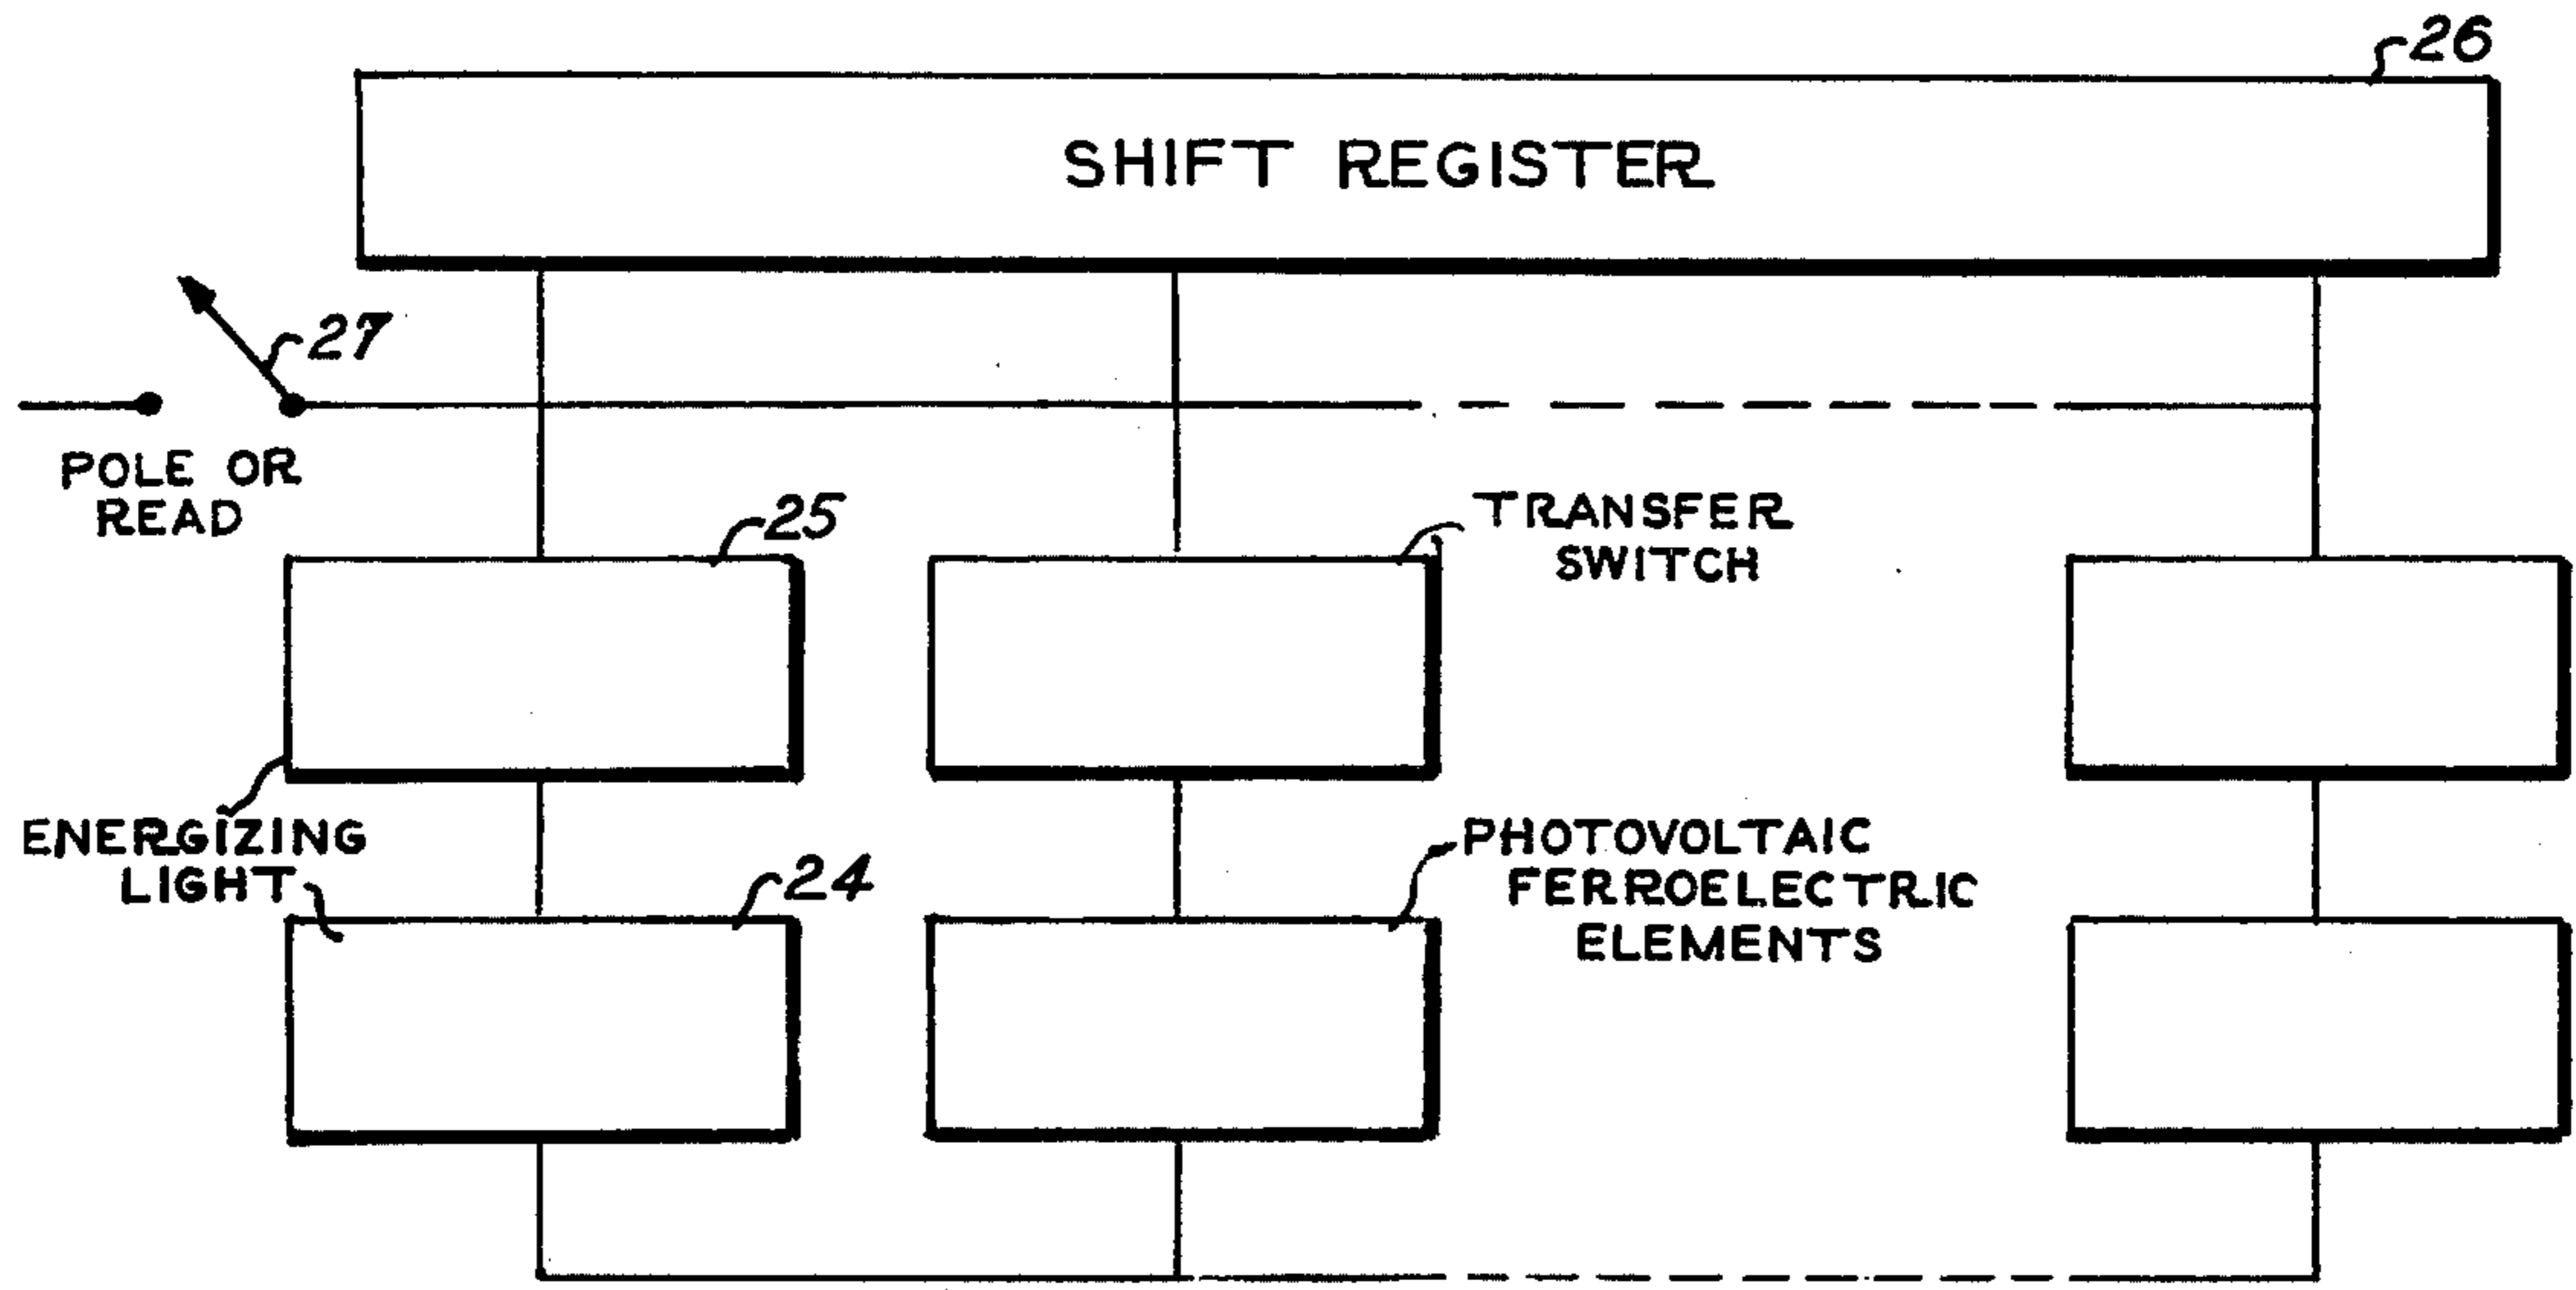 26
SHIFT REGISTER
27
POLE OR
READ
25
TRANSFER
SWITCH
ENERGIZING
LIGHT
24
PHOTOVOLTAIC
FERROELECTRIC
ELEMENTS